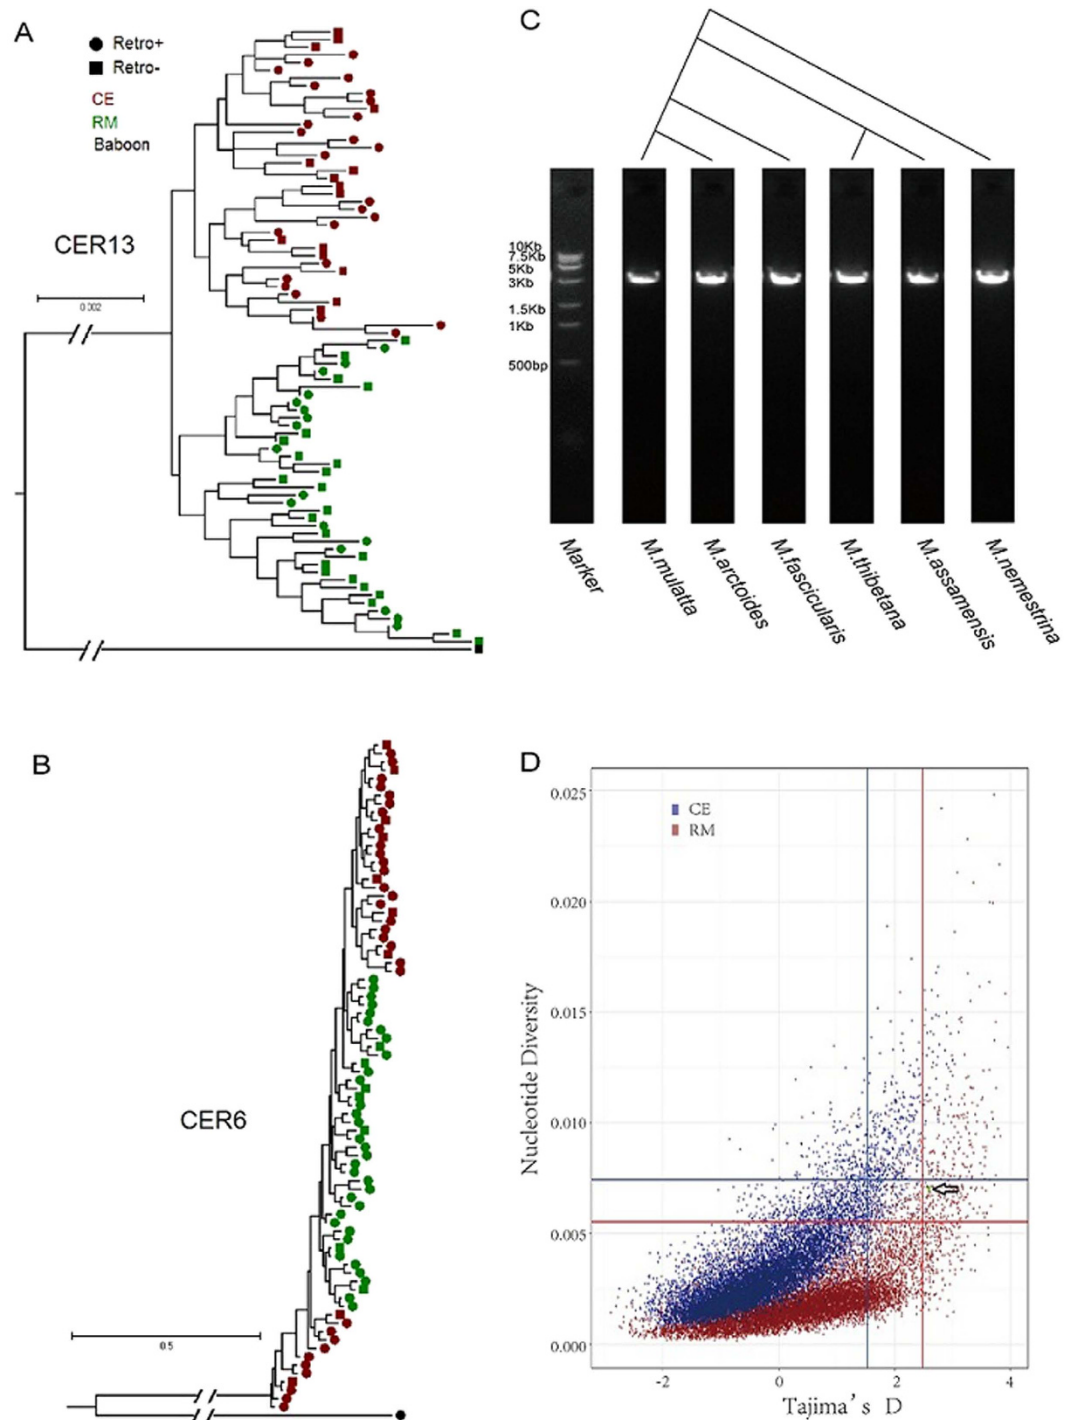 A
Retro+
Retro-
CE
RM
Baboon
CER13
0.002
B
CER6
0.5
C
10Kb
7.5Kb
5Kb
3Kb
1.5Kb
1Kb
500bp
Marker
M.mulatta
M.arctoides
M.fascicularis
M.thibetana
M.assamensis
M.nemestrina
D
CE
RM
0.025
0.020
0.015
0.010
0.005
0.000
Nucleotide Diversity
-2
0
2
4
Tajima's D